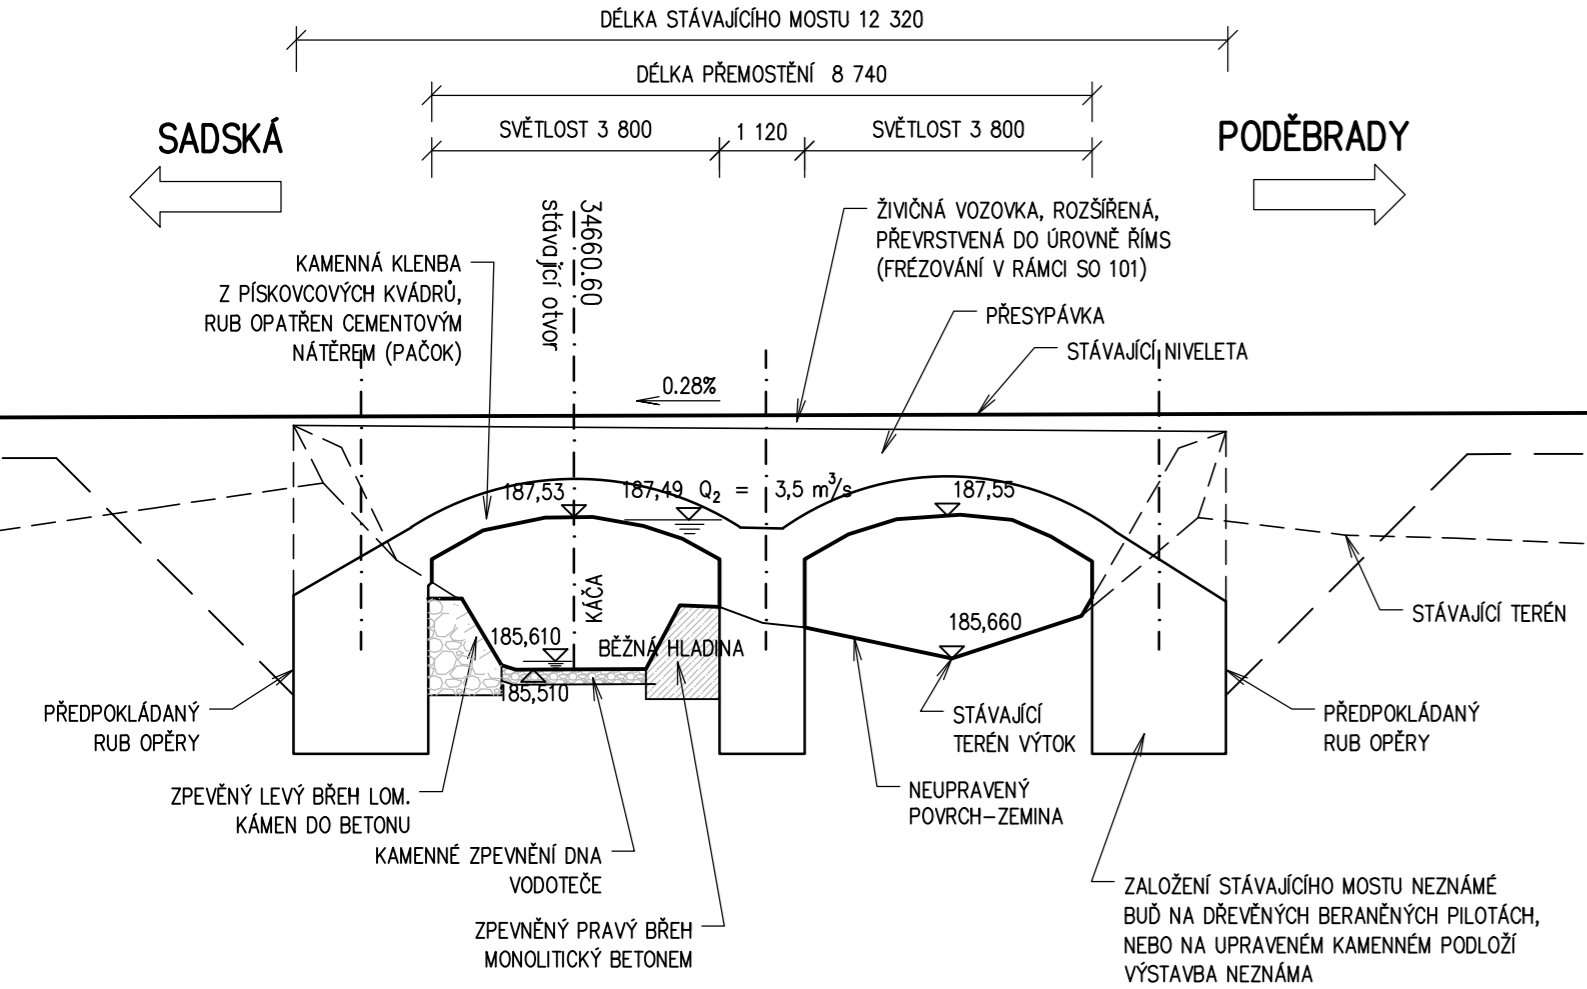 DÉLKA STÁVAJÍCÍHO MOSTU 12 320
DÉLKA PŘEMOSTĚNÍ 8 740
SVĚTLOST 3 800
1 120
SVĚTLOST 3 800
SADSKÁ
PODĚBRADY
34660.60
stávající otvor
ŽIVIČNÁ VOZOVKA, ROZŠÍŘENÁ,
PŘEVRSTVENÁ DO ÚROVNĚ ŘÍMS
(FRÉZOVÁNÍ V RÁMCI SO 101)
KAMENNÁ KLENBA
Z PÍSKOVCOVÝCH KVÁDRŮ,
RUB OPATŘEN CEMENTOVÝM
NÁTĚREM (PAČOK)
PŘESYPÁVKA
STÁVAJÍCÍ NIVELETA
0.28%
187,53
187,49 Q₂ = 3,5 m³/s
187,55
KÁČA
185,610
BĚŽNÁ HLADINA
185,660
185,510
STÁVAJÍCÍ TERÉN
PŘEDPOKLÁDANÝ
RUB OPĚRY
STÁVAJÍCÍ
TERÉN VÝTOK
PŘEDPOKLÁDANÝ
RUB OPĚRY
ZPEVĚNÝ LEVÝ BŘEH LOM.
KÁMEN DO BETONU
NEUPRAVENÝ
POVRCH-ZEMINA
KAMENNÉ ZPEVNĚNÍ DNA
VODOTEČE
ZPEVNĚNÝ PRAVÝ BŘEH
MONOLITICKÝ BETONEM
ZALOŽENÍ STÁVAJÍCÍHO MOSTU NEZNÁMÉ
BUĎ NA DŘEVĚNÝCH BERANĚNÝCH PILOTÁCH,
NEBO NA UPRAVENÉM KAMENNÉM PODLOŽÍ
VÝSTAVBA NEZNÁMA